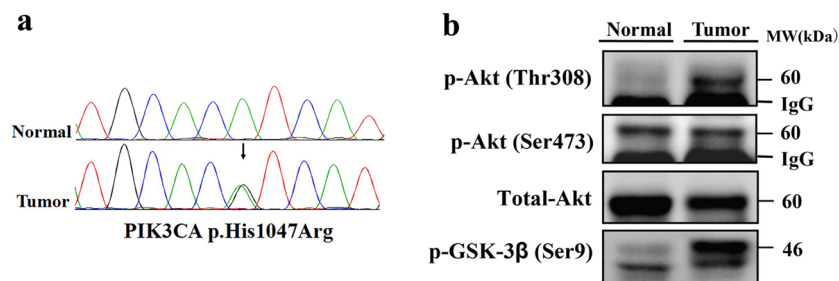 a
Normal
Tumor
PIK3CA p.His1047Arg
b
Normal Tumor MW(kDa)
p-Akt (Thr308) 60
IgG
p-Akt (Ser473) 60
IgG
Total-Akt 60
p-GSK-3β (Ser9) 46